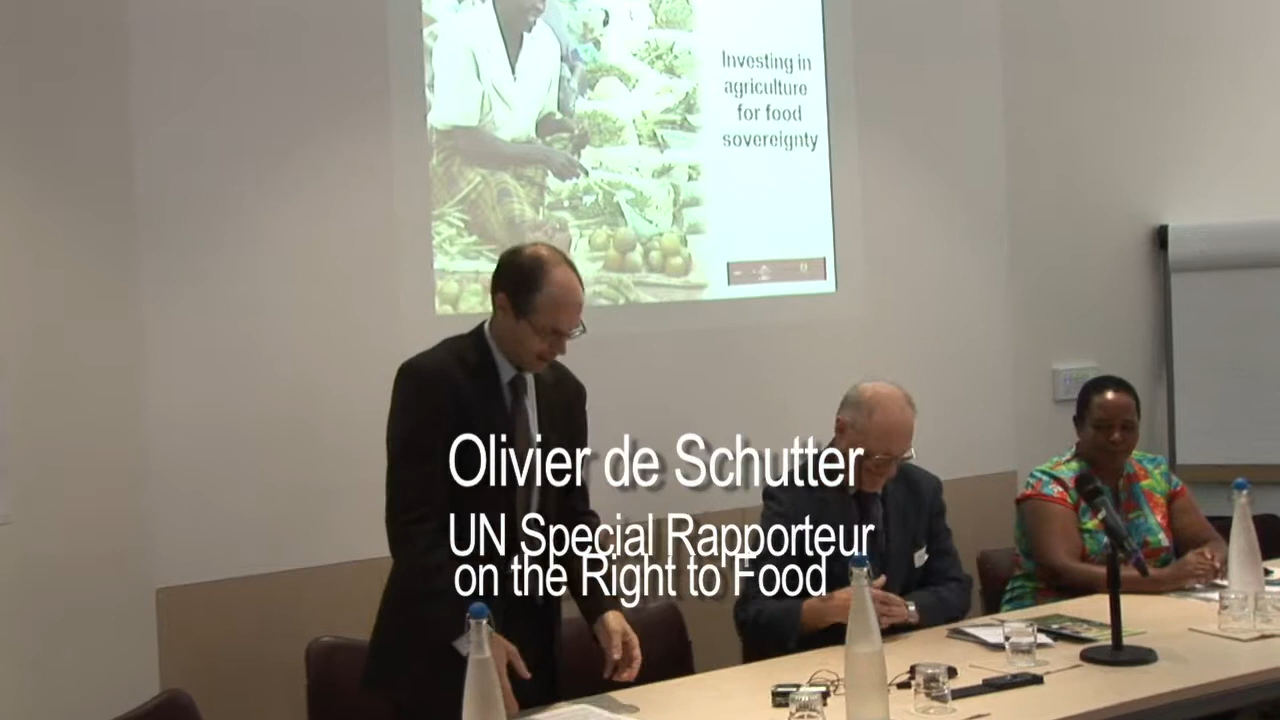 Investing in
agriculture
for food
sovereignty
Olivier de Schutter
UN Special Rapporteur
on the Right to Food